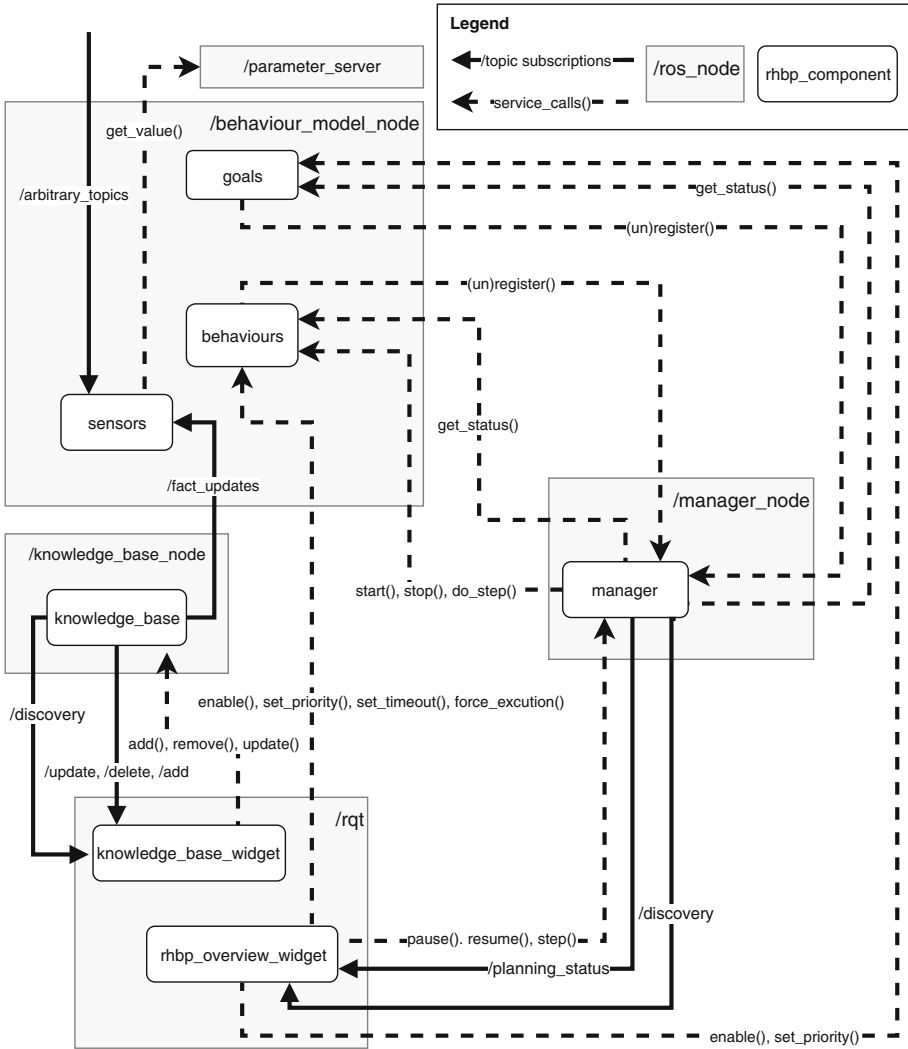 Legend
/topic subscriptions
service_calls()
/ros_node
rhbp_component
/parameter_server
get_value()
/behaviour_model_node
goals
/arbitrary_topics
get_status()
(un)register()
(un)register()
behaviours
sensors
get_status()
/fact_updates
/manager_node
/knowledge_base_node
manager
start(), stop(), do_step()
knowledge_base
enable(), set_priority(), set_timeout(), force_excution()
/discovery
add(), remove(), update()
/update, /delete, /add
/rqt
knowledge_base_widget
/discovery
pause(). resume(), step()
rhbp_overview_widget
/planning_status
enable(), set_priority()